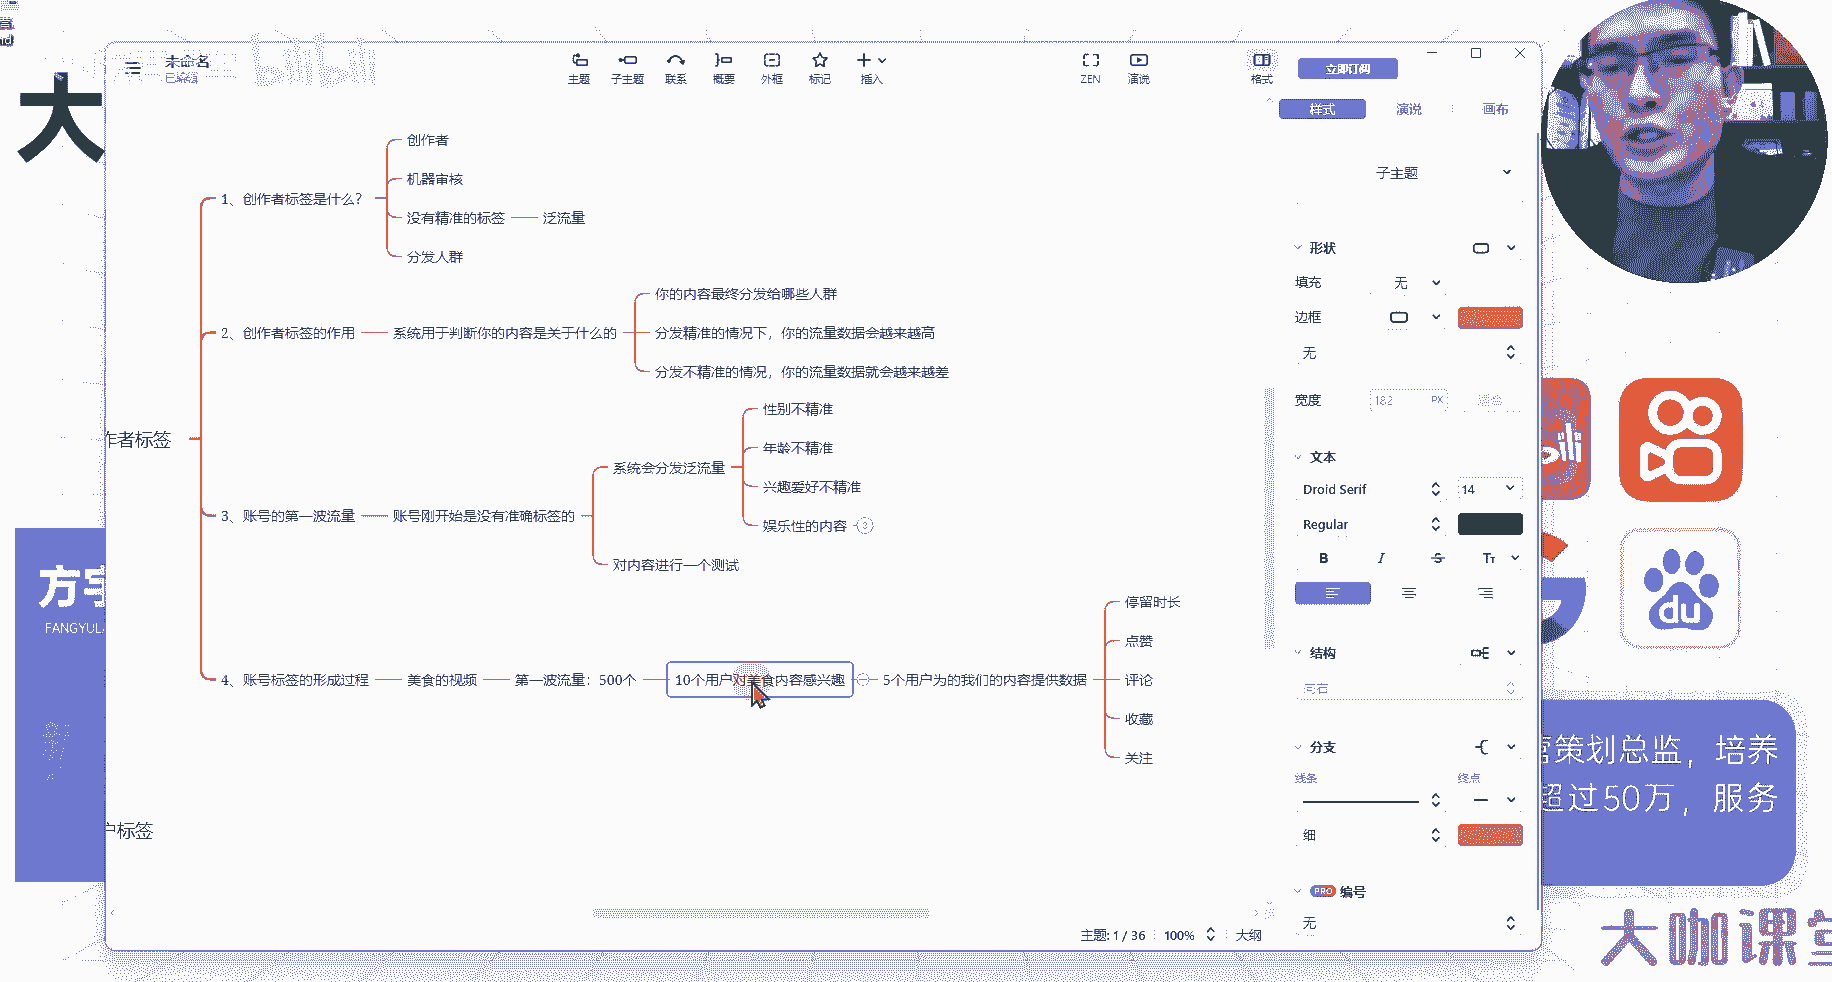 大
未命名
已编辑
bilibili
主题
子主题
联系
概要
外框
标记
插入
ZEN
演说
格式
立即订阅
样式
演说
画布
子主题
形状
填充
无
边框
无
宽度
182
PX
文本
Droid Serif
14
Regular
B
I
S
Tт
结构
向右
分支
线条
终点
细
PRO 编号
无
作者标签
1、创作者标签是什么?
创作者
机器审核
没有精准的标签
泛流量
分发人群
2、创作者标签的作用
系统用于判断你的内容是关于什么的
你的内容最终分发给哪些人群
分发精准的情况下，你的流量数据会越来越高
分发不精准的情况，你的流量数据就会越来越差
3、账号的第一波流量
账号刚开始是没有准确标签的
系统会分发泛流量
性别不精准
年龄不精准
兴趣爱好不精准
娱乐性的内容
3
对内容进行一个测试
4、账号标签的形成过程
美食的视频
第一波流量：500个
10个用户对美食内容感兴趣
5个用户为的我们的内容提供数据
停留时长
点赞
评论
收藏
关注
户标签
主题: 1 / 36
100%
大纲
方宇
FANGYUL
du
营策划总监，培养
超过50万，服务
大咖课堂